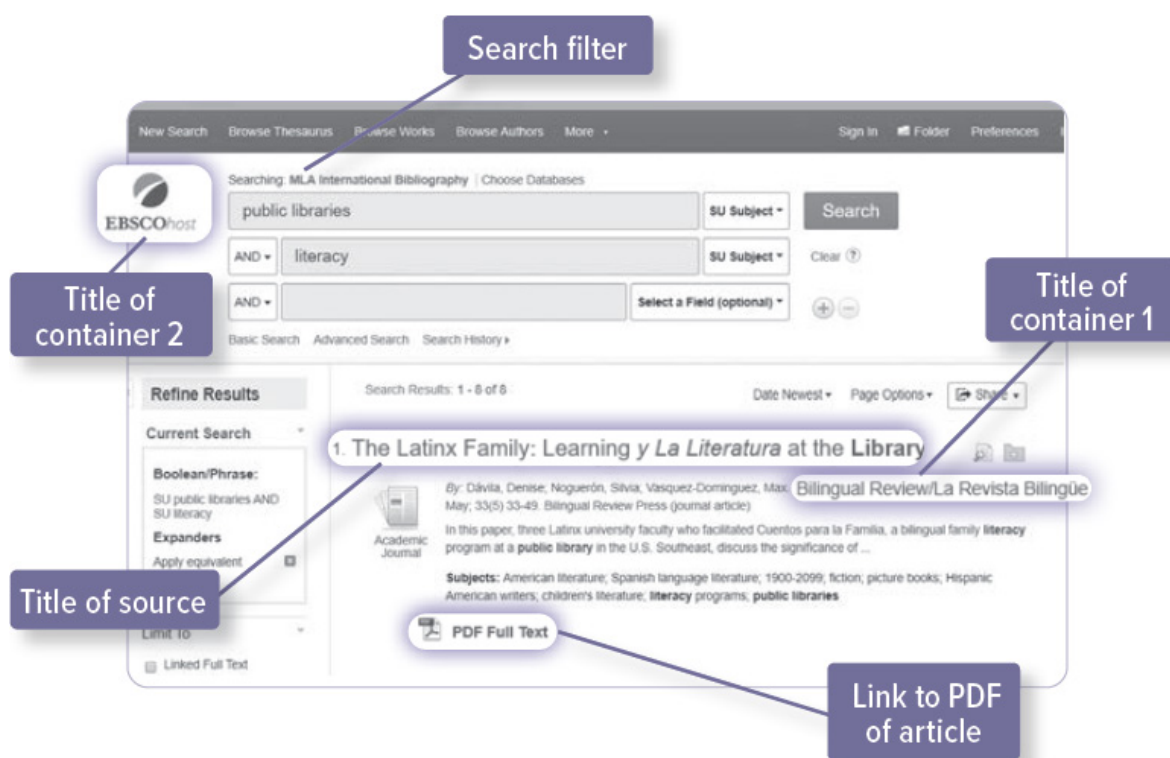 Search filter
New Search Browse Thesaurus Browse Works Browse Authors More Sign In Folder Preferences
Searching: MLA International Bibliography | Choose Databases
EBSCOhost
public libraries SU Subject Search
AND literacy SU Subject Clear ?
Title of
container 2
AND Select a Field (optional)
Title of
container 1
Basic Search Advanced Search Search History
Refine Results
Search Results: 1 - 8 of 8 Date Newest Page Options Share
Current Search
1. The Latinx Family: Learning y La Literatura at the Library
Boolean/Phrase:
SU public libraries AND
SU literacy
Expanders
Apply equivalent
By: Dávila, Denise; Noguerón, Silvia; Vasquez-Dominguez, Max. Bilingual Review/La Revista Bilingüe
May; 33(5) 33-49. Bilingual Review Press (journal article)
Academic
Journal
In this paper, three Latinx university faculty who facilitated Cuentos para la Familia, a bilingual family literacy
program at a public library in the U.S. Southeast, discuss the significance of ...
Title of source
Subjects: American literature; Spanish language literature; 1900-2099; fiction; picture books; Hispanic
American writers; children's literature; literacy programs; public libraries
Limit To
Linked Full Text
PDF Full Text
Link to PDF
of article